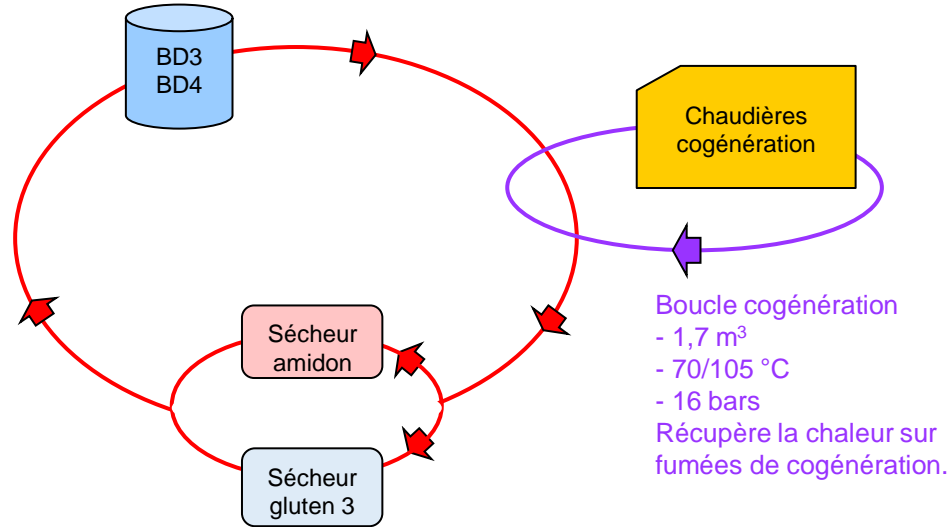 BD3
BD4
Chaudières
cogénération
Sécheur
amidon
Sécheur
gluten 3
Boucle cogénération
- 1,7 m³
- 70/105 °C
- 16 bars
Récupère la chaleur sur
fumées de cogénération.